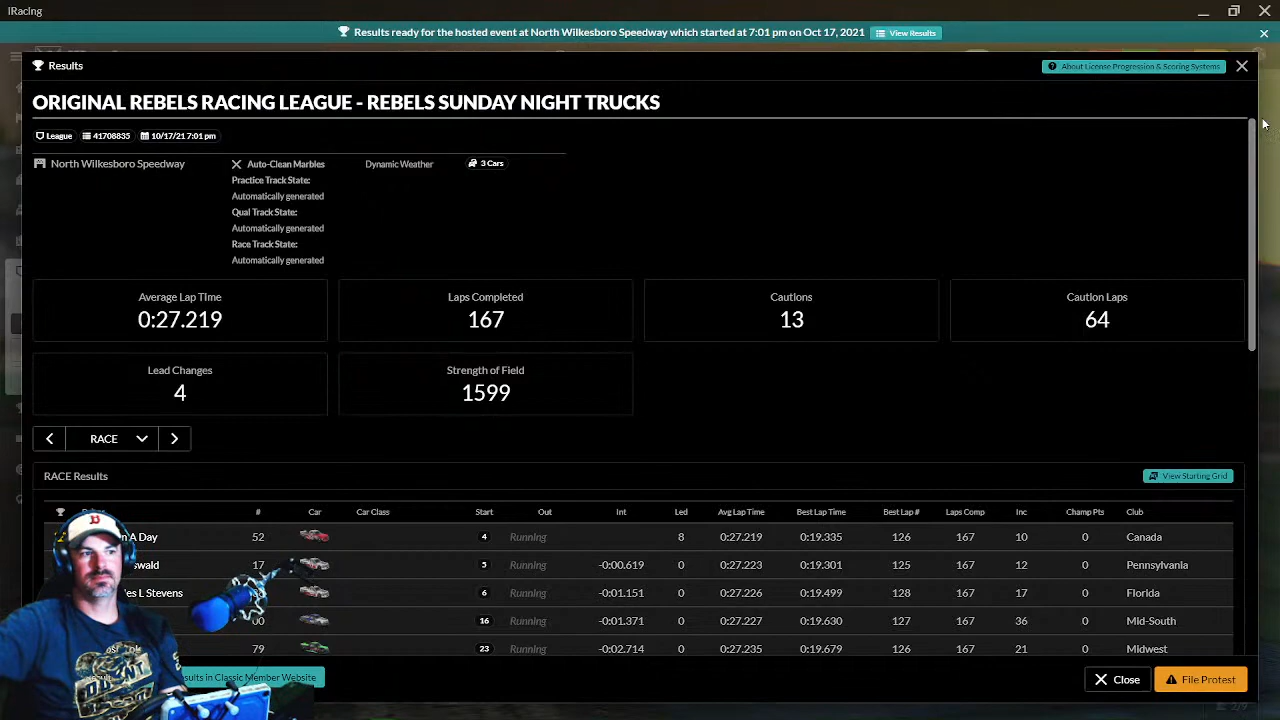 iRacing
Results ready for the hosted event at North Wilkesboro Speedway which started at 7:01 pm on Oct 17, 2021 View Results
Results About License Progression & Scoring Systems
ORIGINAL REBELS RACING LEAGUE - REBELS SUNDAY NIGHT TRUCKS
League 41708835 10/17/21 7:01 pm
North Wilkesboro Speedway Auto-Clean Marbles Dynamic Weather 3 Cars
Practice Track State:
Automatically generated
Qual Track State:
Automatically generated
Race Track State:
Automatically generated
Average Lap Time Laps Completed Cautions Caution Laps
0:27.219 167 13 64
Lead Changes Strength of Field
4 1599
RACE
RACE Results View Starting Grid
# Car Car Class Start Out Int Led Avg Lap Time Best Lap Time Best Lap # Laps Comp Inc Champ Pts Club
A Day 52 4 Running 8 0:27.219 0:19.335 126 167 10 0 Canada
17 5 Running -0:00.619 0 0:27.223 0:19.301 125 167 12 0 Pennsylvania
L Stevens 6 Running -0:01.151 0 0:27.226 0:19.499 128 167 17 0 Florida
16 Running -0:01.371 0 0:27.227 0:19.630 127 167 36 0 Mid-South
79 23 Running -0:02.714 0 0:27.235 0:19.679 126 167 21 0 Midwest
in Classic Member Website Close File Protest